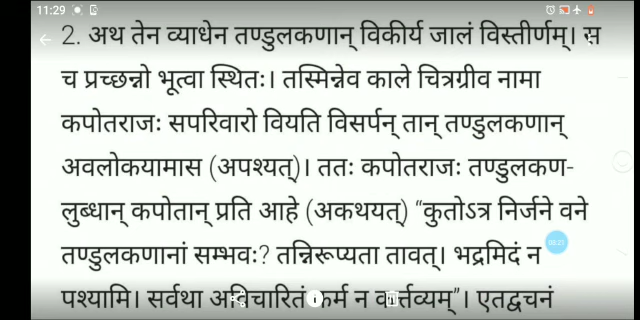 11:29
2. अथ तेन व्याधेन तण्डुलकणान् विकीर्य जालं विस्तीर्णम्। स
च प्रच्छन्नो भूत्वा स्थितः। तस्मिन्नेव काले चित्रग्रीव नामा
कपोतराजः सपरिवारो वियति विसर्पन् तान् तण्डुलकणान्
अवलोकयामास (अपश्यत्)। ततः कपोतराजः तण्डुलकण-
लुब्धान् कपोतान् प्रति आहे (अकथयत्) “कुतोऽत्र निर्जने वने
तण्डुलकणानां सम्भवः? तन्निरूप्यता तावत्। भद्रमिदं न
08:21
पश्यामि। सर्वथा अविचारितं कर्म न कर्त्तव्यम्”। एतद्वचनं